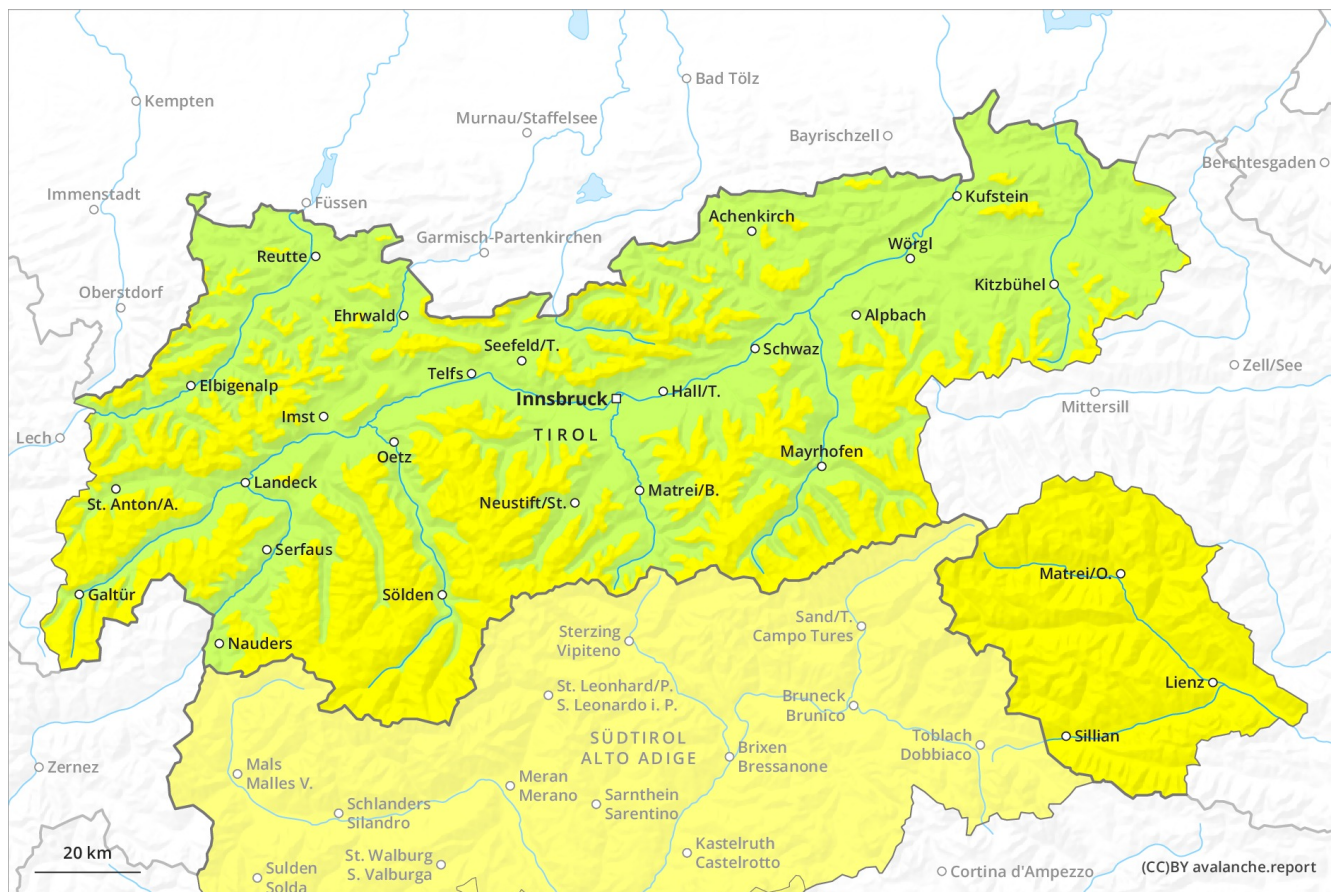 Bad Tölz
Kempten
Murnau/Staffelsee
Bayrischzell
Berchtesgaden
Immenstadt
Füssen
Kufstein
Achenkirch
Garmisch-Partenkirchen
Reutte
Wörgl
Oberstdorf
Kitzbühel
Ehrwald
Alpbach
Seefeld/T.
Schwaz
Zell/See
Telfs
Elbigenalp
Hall/T.
Innsbruck
Mittersill
Imst
Lech
TIROL
Oetz
Mayrhofen
Landeck
St. Anton/A.
Neustift/St.
Matrei/B.
Serfaus
Matrei/O.
Galtür
Sölden
Sand/T.
Campo Tures
Sterzing
Vipiteno
Nauders
Lienz
St. Leonhard/P.
S. Leonardo i. P.
Bruneck
Brunico
SÜDTIROL
ALTO ADIGE
Toblach
Dobbiaco
Sillian
Brixen
Bressanone
Zernez
Mals
Malles V.
Meran
Merano
Sarnthein
Sarentino
Schlanders
Silandro
20 km
Kastelruth
Castelrotto
St. Walburg
S. Valburga
Sulden
Solda
Cortina d'Ampezzo
(CC)BY avalanche.report